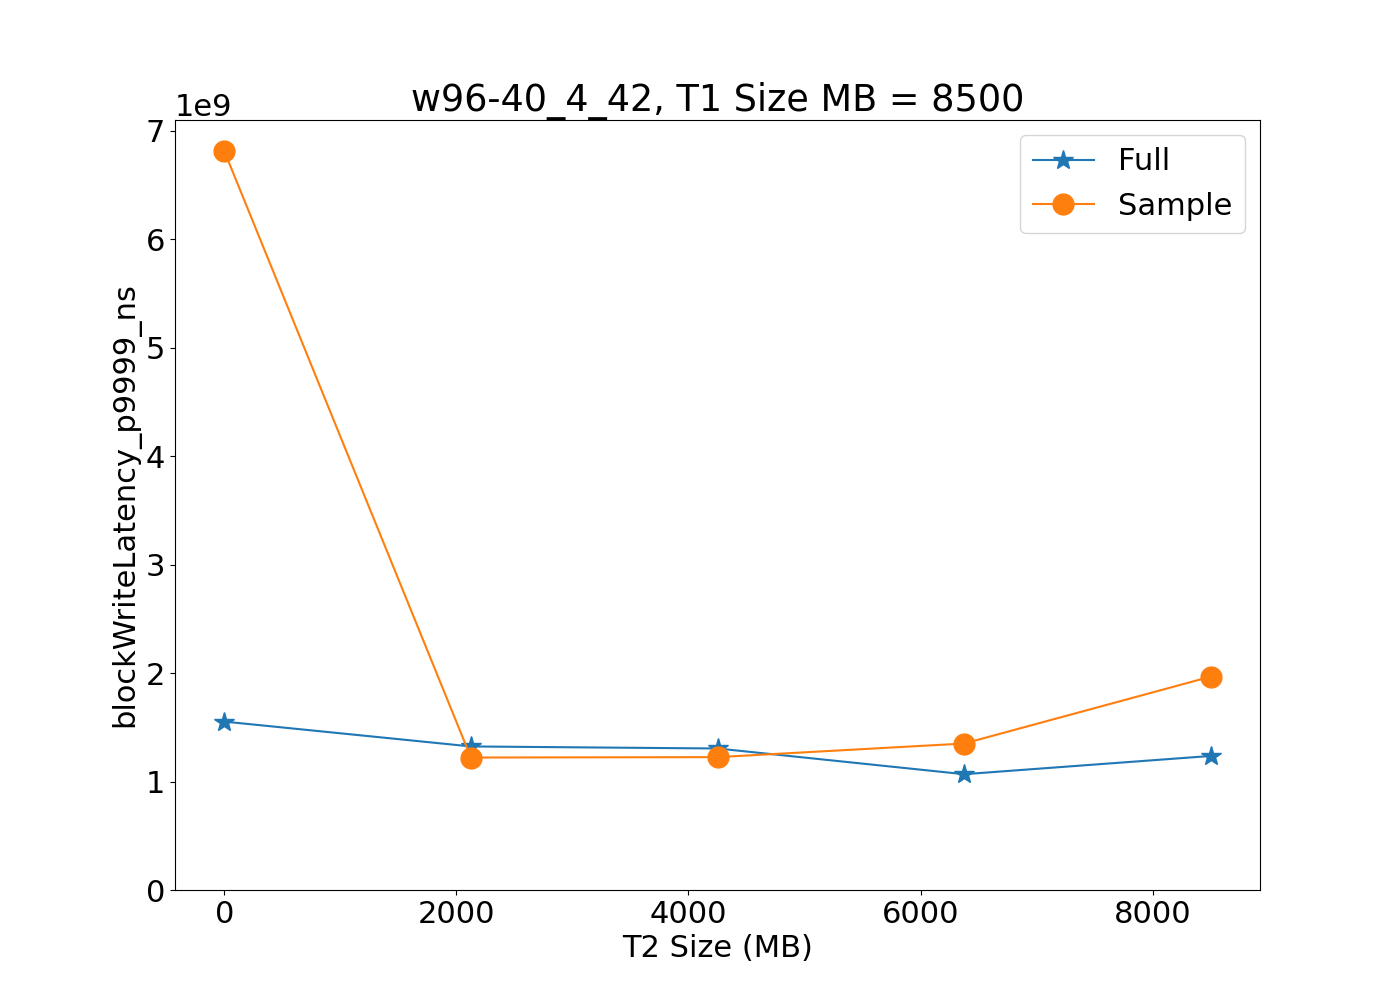 w96-40_4_42, T1 Size MB = 8500
1e9
7
6
5
4
3
2
1
0
blockWriteLatency_p9999_ns
Full
Sample
0 2000 4000 6000 8000
T2 Size (MB)